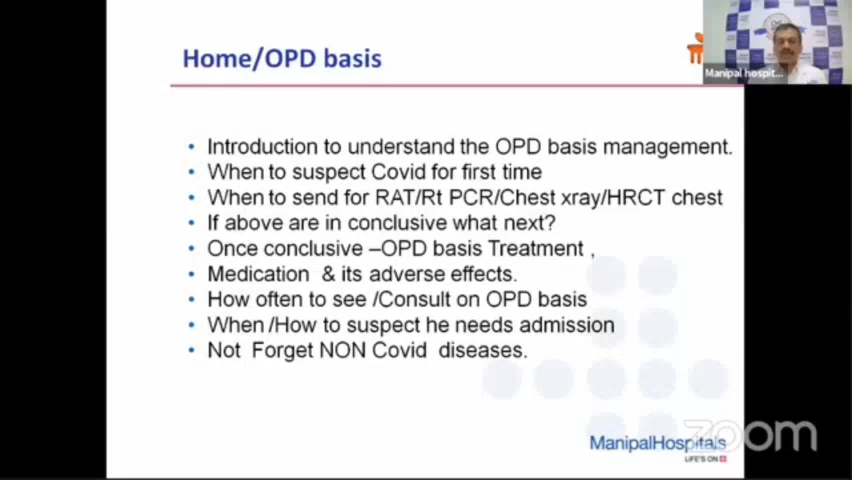 Home/OPD basis
Manipal hospit...
• Introduction to understand the OPD basis management.
• When to suspect Covid for first time
• When to send for RAT/Rt PCR/Chest xray/HRCT chest
• If above are in conclusive what next?
• Once conclusive –OPD basis Treatment ,
• Medication & its adverse effects.
• How often to see /Consult on OPD basis
• When /How to suspect he needs admission
• Not Forget NON Covid diseases.
ManipalHospitals
LIFE'S ON
zoom